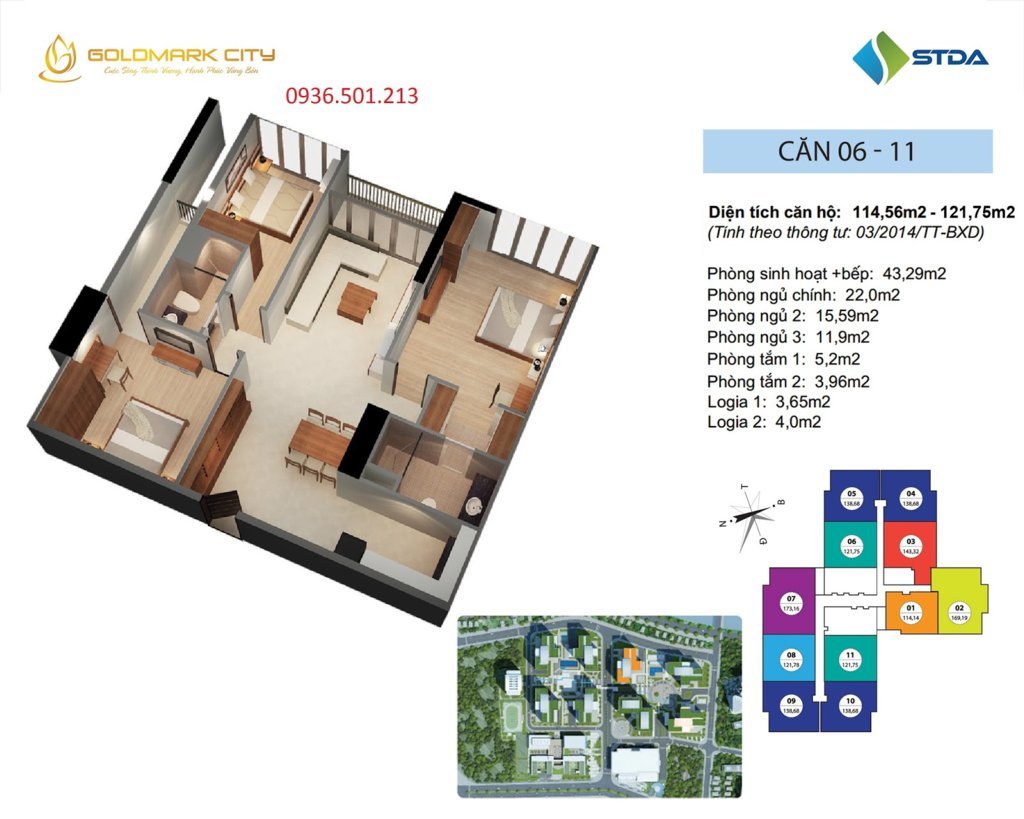 GOLDMARK CITY
Cuộc Sống Thịnh Vượng, Hạnh Phúc Vững Bền
0936.501.213
STDA
CĂN 06 - 11
Diện tích căn hộ: 114,56m2 - 121,75m2
(Tính theo thông tư: 03/2014/TT-BXD)
Phòng sinh hoạt +bếp: 43,29m2
Phòng ngủ chính: 22,0m2
Phòng ngủ 2: 15,59m2
Phòng ngủ 3: 11,9m2
Phòng tắm 1: 5,2m2
Phòng tắm 2: 3,96m2
Logia 1: 3,65m2
Logia 2: 4,0m2
T
B
N
Đ
05
138,68
04
138,68
06
121,75
03
143,32
07
173,16
01
114,14
02
169,19
08
121,78
11
121,75
09
138,68
10
138,68